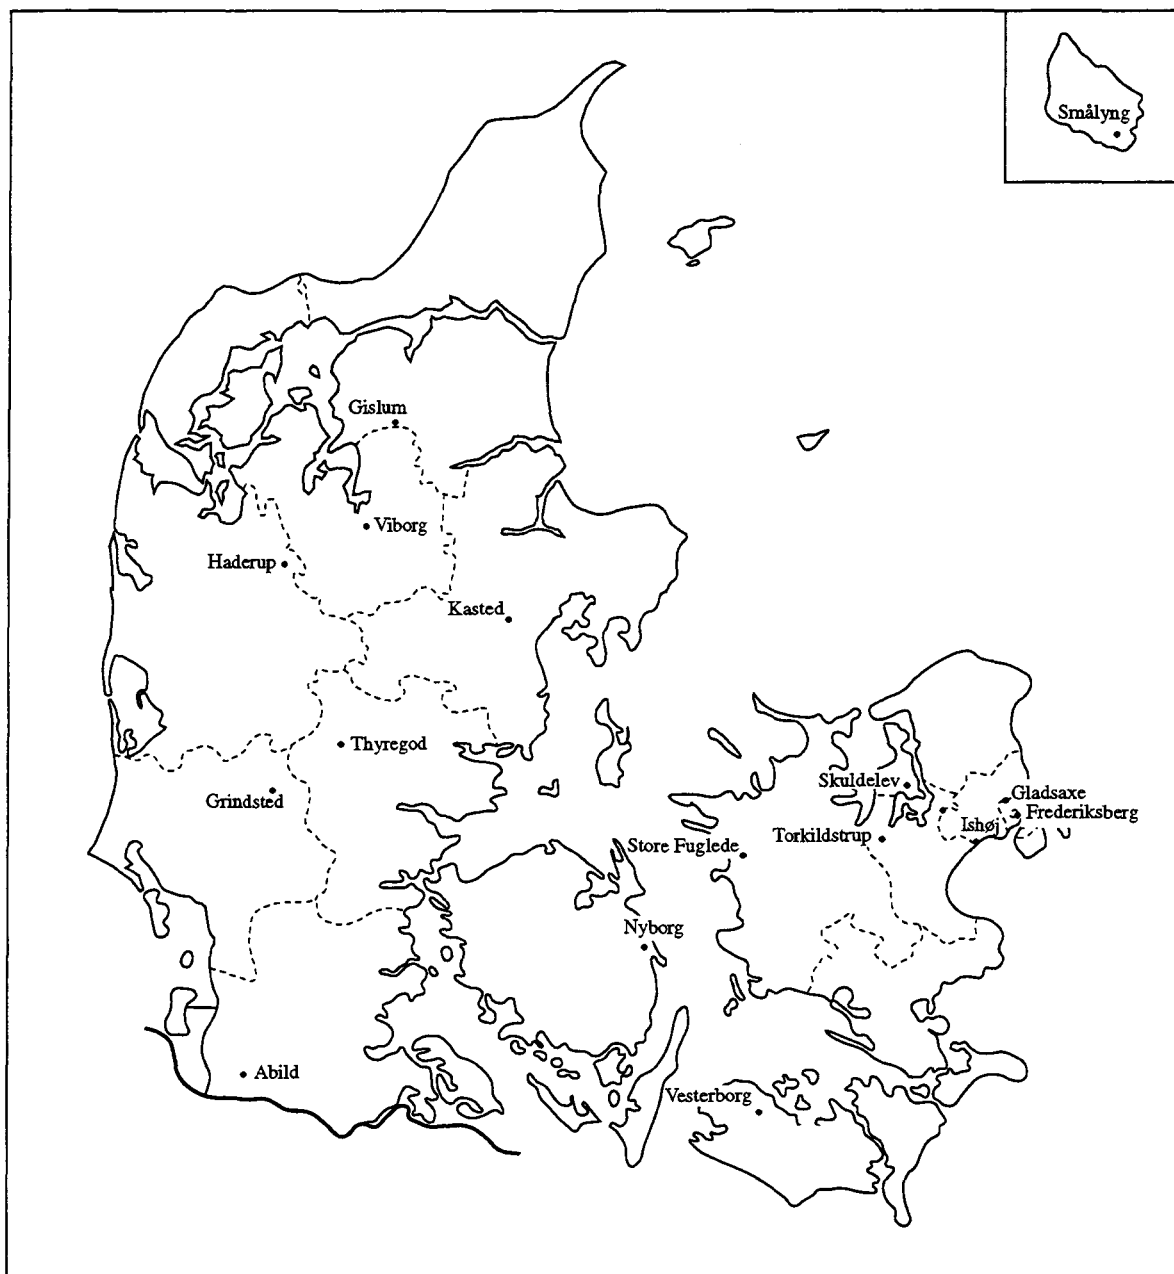 Smålyng
Gislum
Viborg
Haderup
Kasted
Thyregod
Skuldelev
Grindsted
Gladsaxe
Frederiksberg
Ishøj
Torkildstrup
Store Fuglede
Nyborg
Abild
Vesterborg